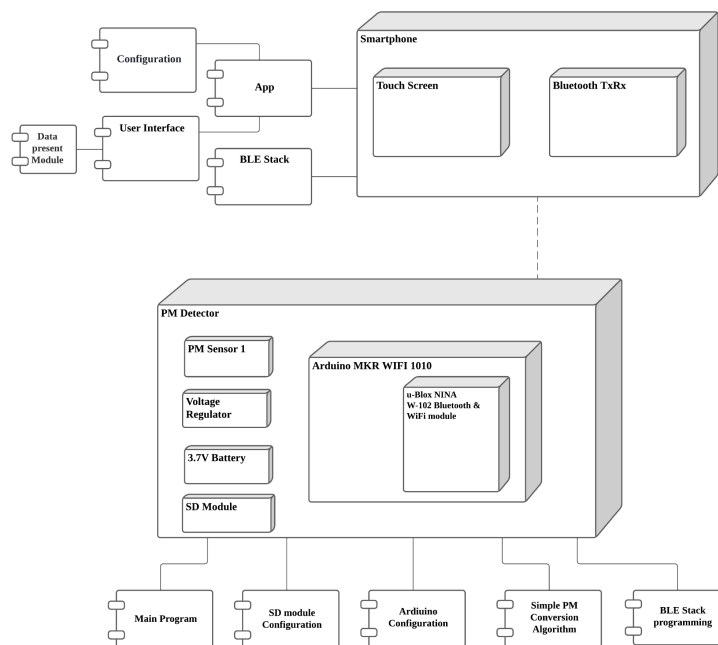 Smartphone
Configuration
App
Touch Screen
Bluetooth TxRx
User Interface
Data
present
Module
BLE Stack
PM Detector
PM Sensor 1
Arduino MKR WIFI 1010
u-Blox NINA
W-102 Bluetooth &
WiFi module
Voltage
Regulator
3.7V Battery
SD Module
Main Program
SD module
Configuration
Ardiuino
Configuration
Simple PM
Conversion
Algorithm
BLE Stack
programming